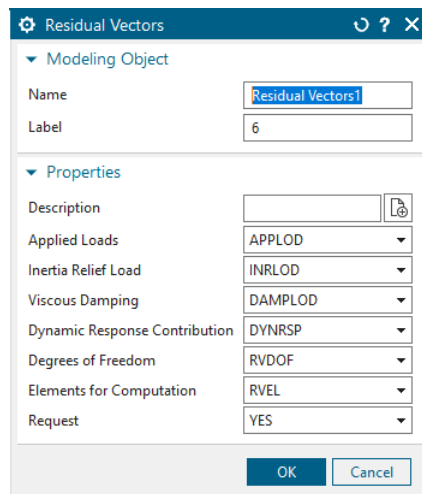 Residual Vectors
Modeling Object
Name Residual Vectors1
Label 6
Properties
Description
Applied Loads APPLOD
Inertia Relief Load INRLOD
Viscous Damping DAMPLOD
Dynamic Response Contribution DYNRSP
Degrees of Freedom RVDOF
Elements for Computation RVEL
Request YES
OK Cancel